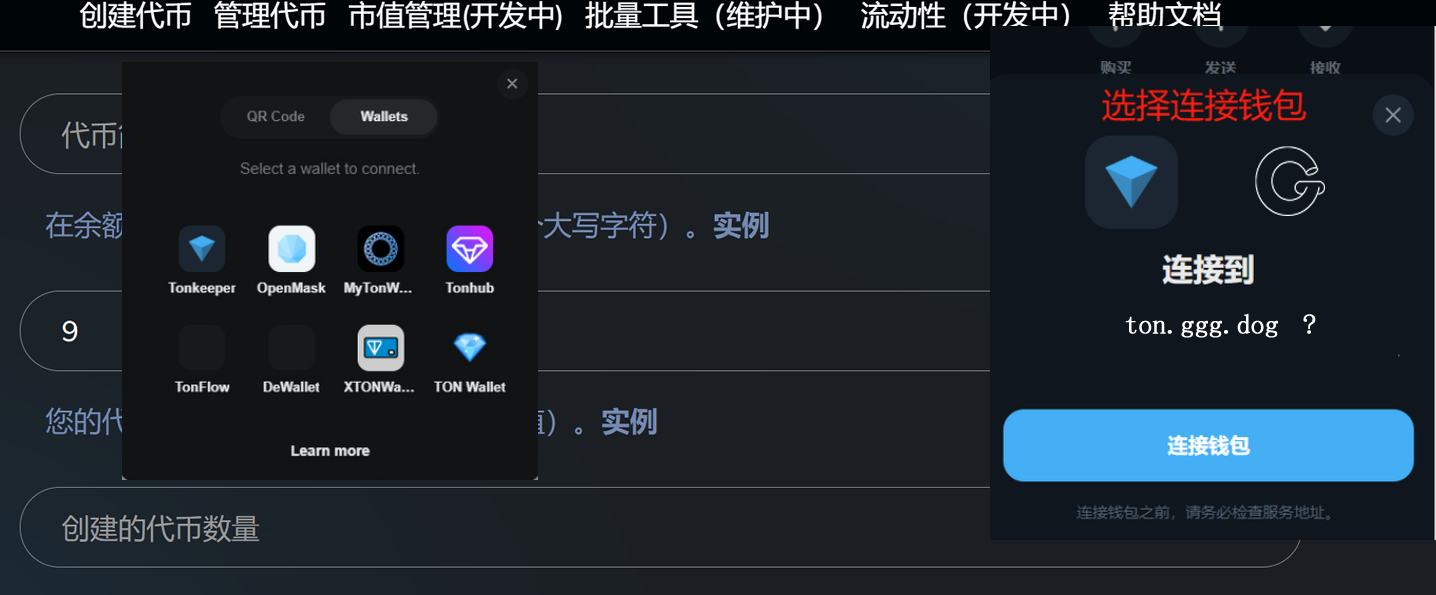 创建代币 管理代币 市值管理(开发中) 批量工具（维护中） 流动性（开发中） 帮助文档
购买 发送 接收
选择连接钱包
QR Code Wallets
代币
Select a wallet to connect.
在余额
大写字符）。实例
Tonkeeper OpenMask MyTonW... Tonhub
连接到
ton.ggg.dog ?
9
TonFlow DeWallet XTONWa... TON Wallet
您的代
）。实例
Learn more
连接钱包
连接钱包之前，请务必检查服务地址。
创建的代币数量